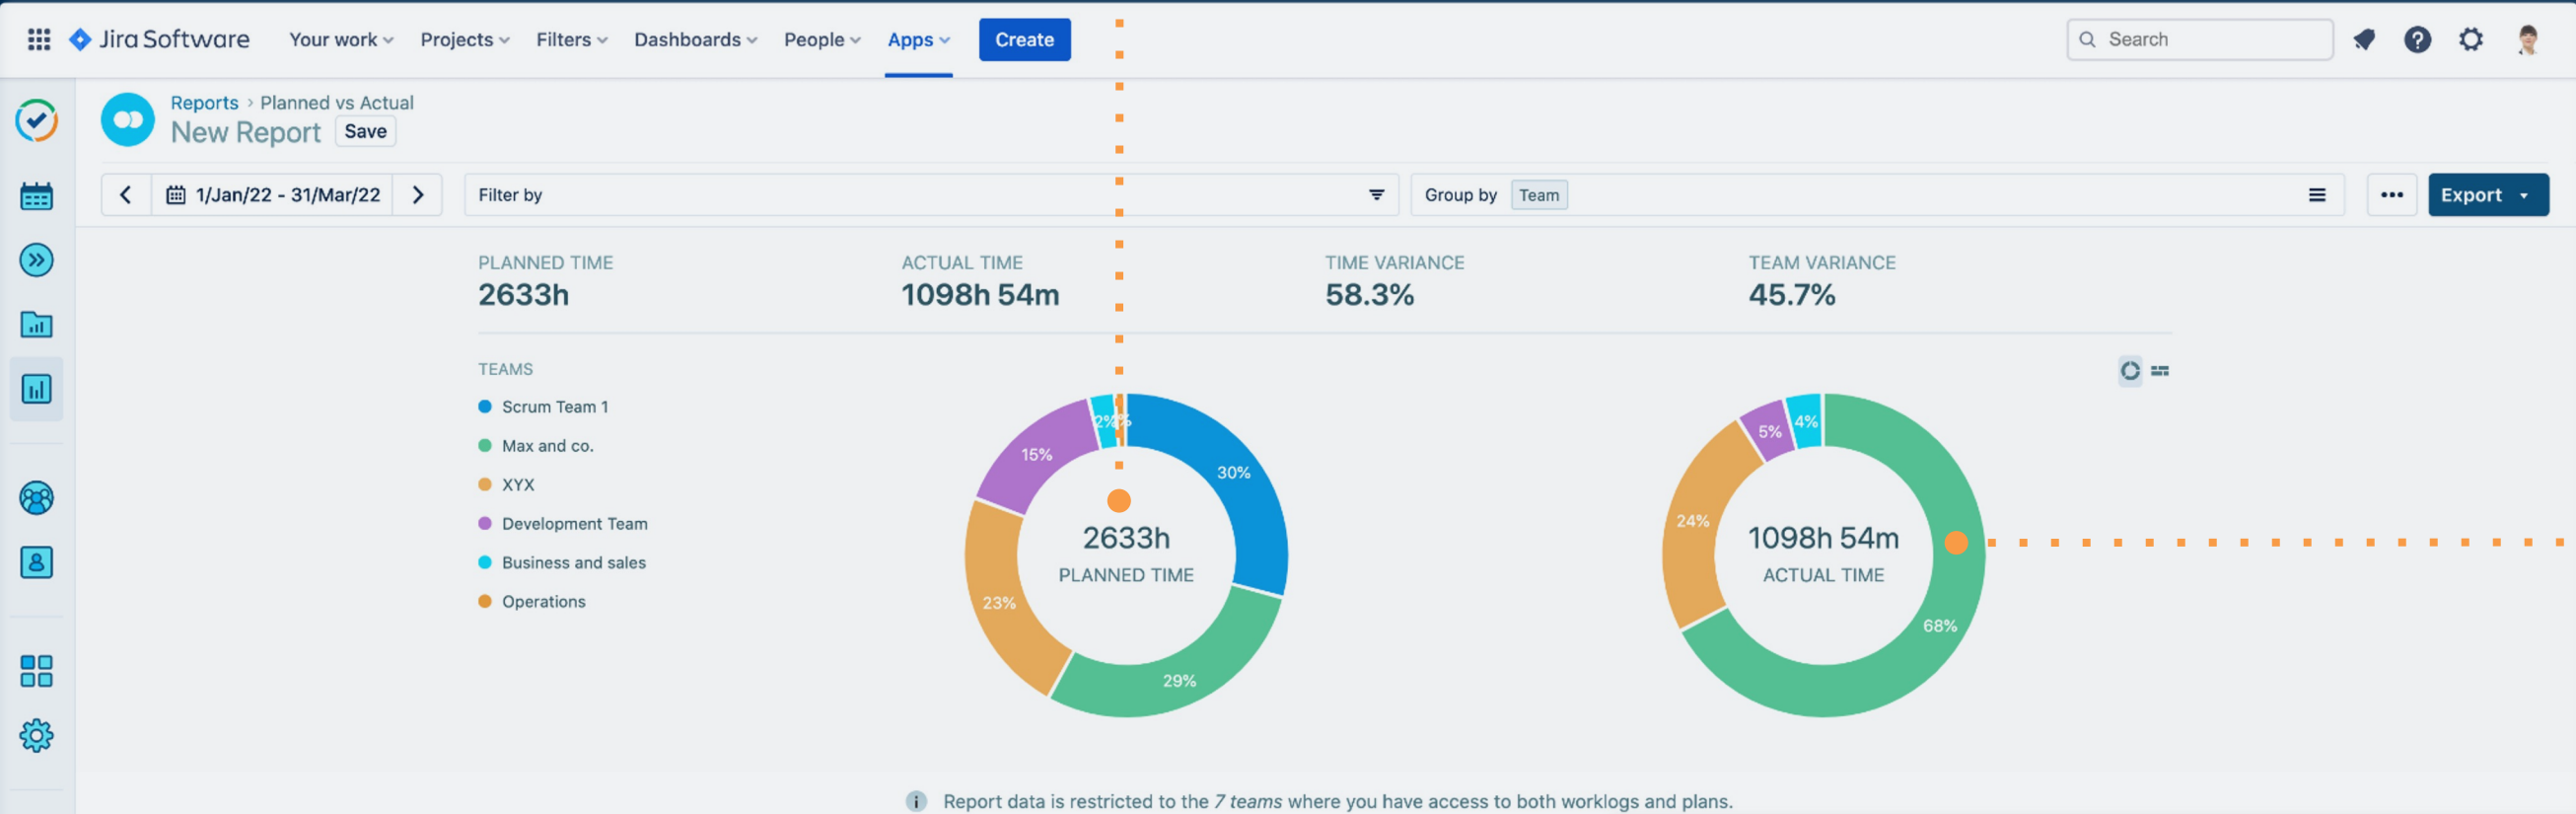 Jira Software Your work Projects Filters Dashboards People Apps Create Search
Reports › Planned vs Actual
New Report Save
1/Jan/22 - 31/Mar/22 Filter by Group by Team Export
PLANNED TIME ACTUAL TIME TIME VARIANCE TEAM VARIANCE
2633h 1098h 54m 58.3% 45.7%
TEAMS
Scrum Team 1
Max and co.
XYX
Development Team
Business and sales
Operations
2%
15%
30%
2633h
PLANNED TIME
23%
29%
4%
5%
24%
1098h 54m
ACTUAL TIME
68%
Report data is restricted to the 7 teams where you have access to both worklogs and plans.